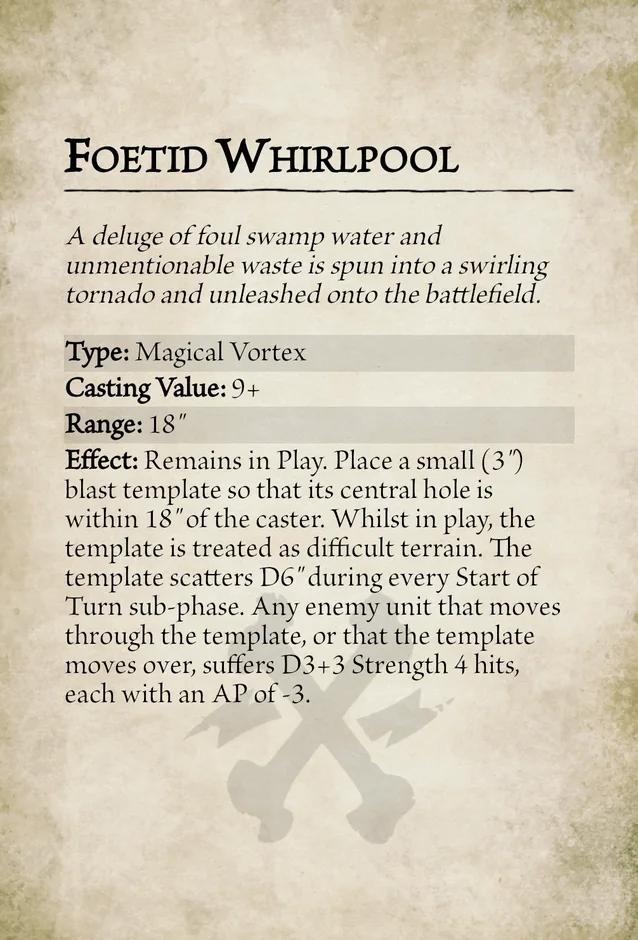 Foetid Whirlpool
A deluge of foul swamp water and
unmentionable waste is spun into a swirling
tornado and unleashed onto the battlefield.
Type: Magical Vortex
Casting Value: 9+
Range: 18"
Effect: Remains in Play. Place a small (3")
blast template so that its central hole is
within 18" of the caster. Whilst in play, the
template is treated as difficult terrain. The
template scatters D6" during every Start of
Turn sub-phase. Any enemy unit that moves
through the template, or that the template
moves over, suffers D3+3 Strength 4 hits,
each with an AP of -3.